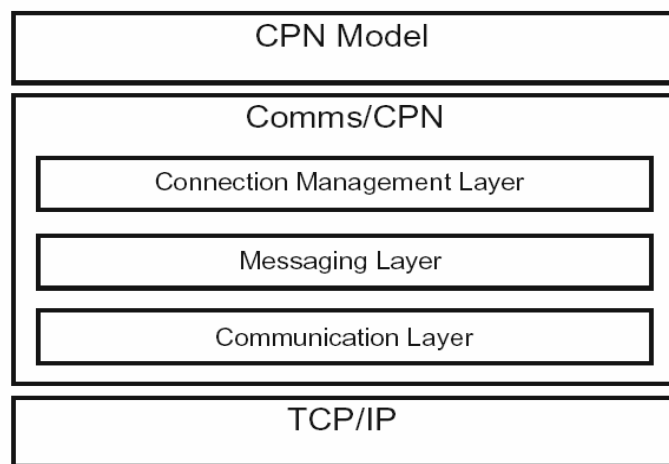 CPN Model
Comms/CPN
Connection Management Layer
Messaging Layer
Communication Layer
TCP/IP